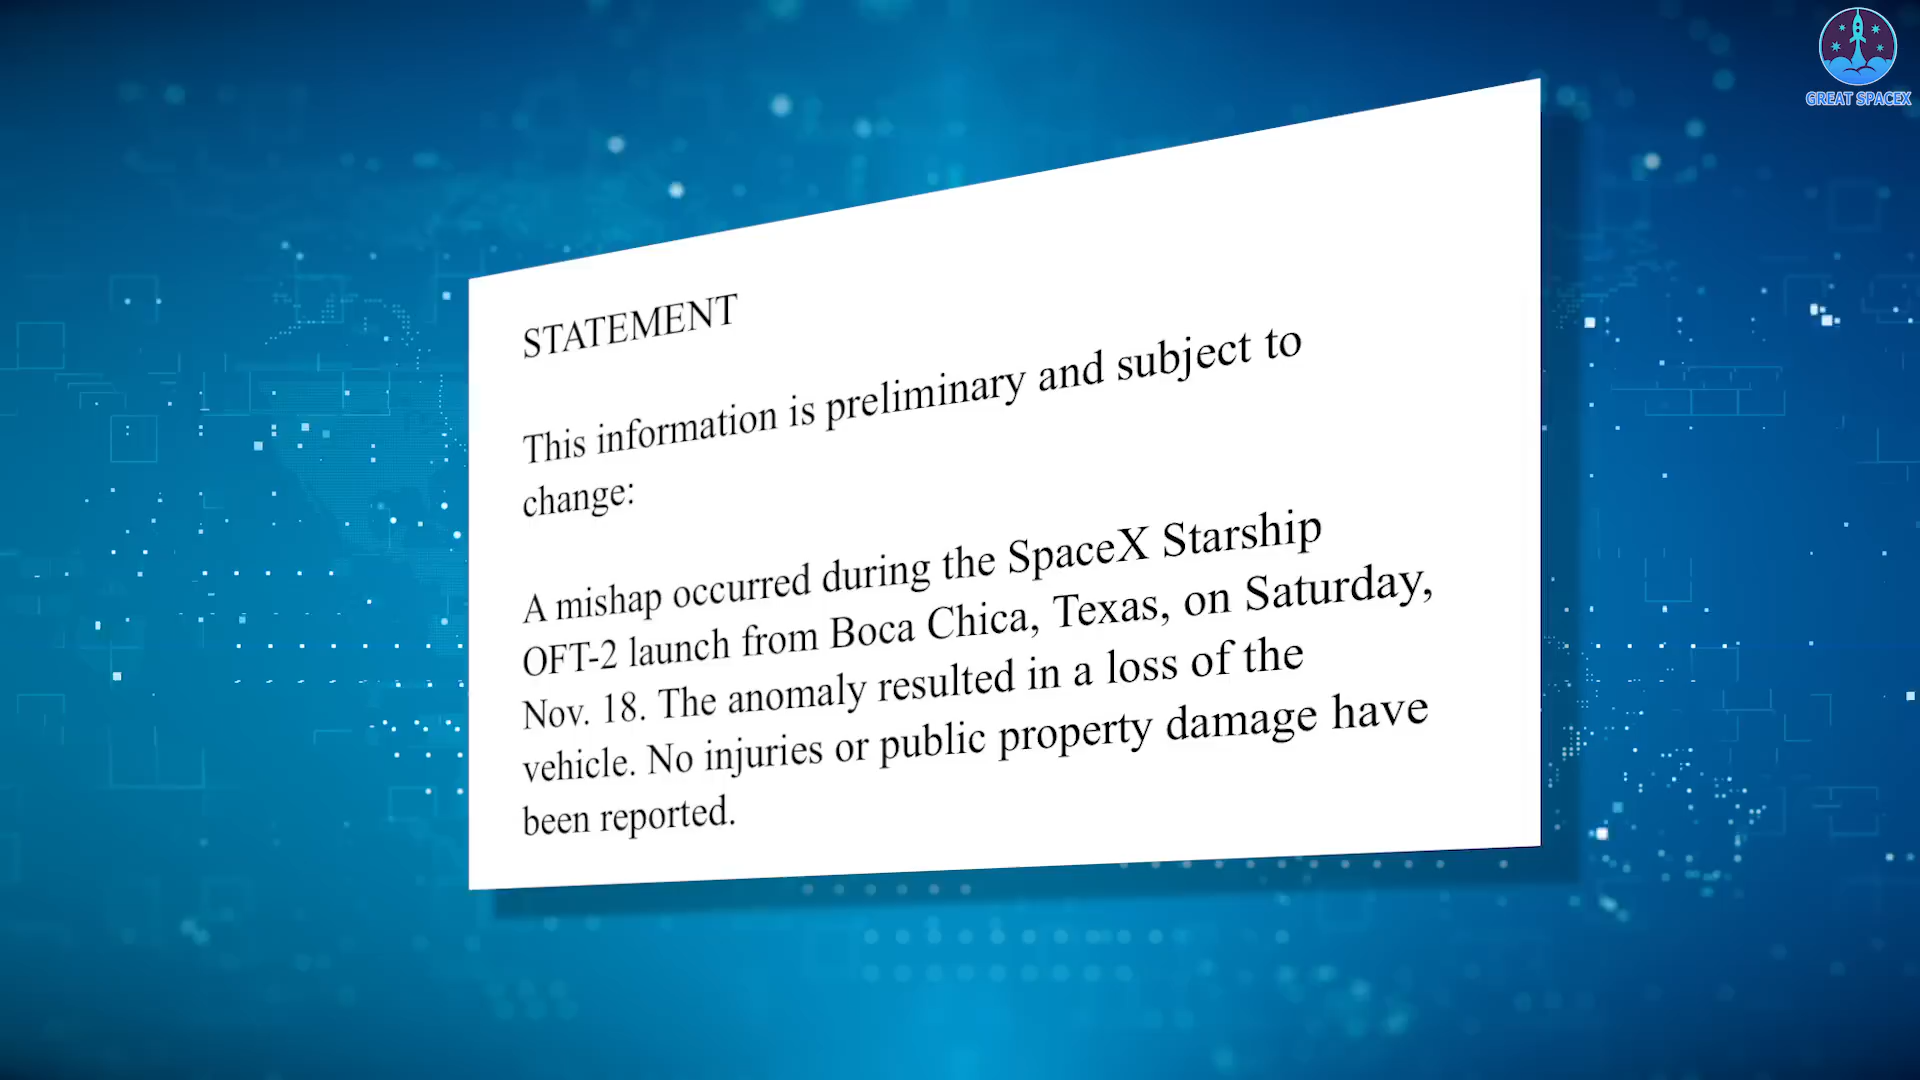 GREAT SPACEX
STATEMENT
This information is preliminary and subject to
change:
A mishap occurred during the SpaceX Starship
OFT-2 launch from Boca Chica, Texas, on Saturday,
Nov. 18. The anomaly resulted in a loss of the
vehicle. No injuries or public property damage have
been reported.